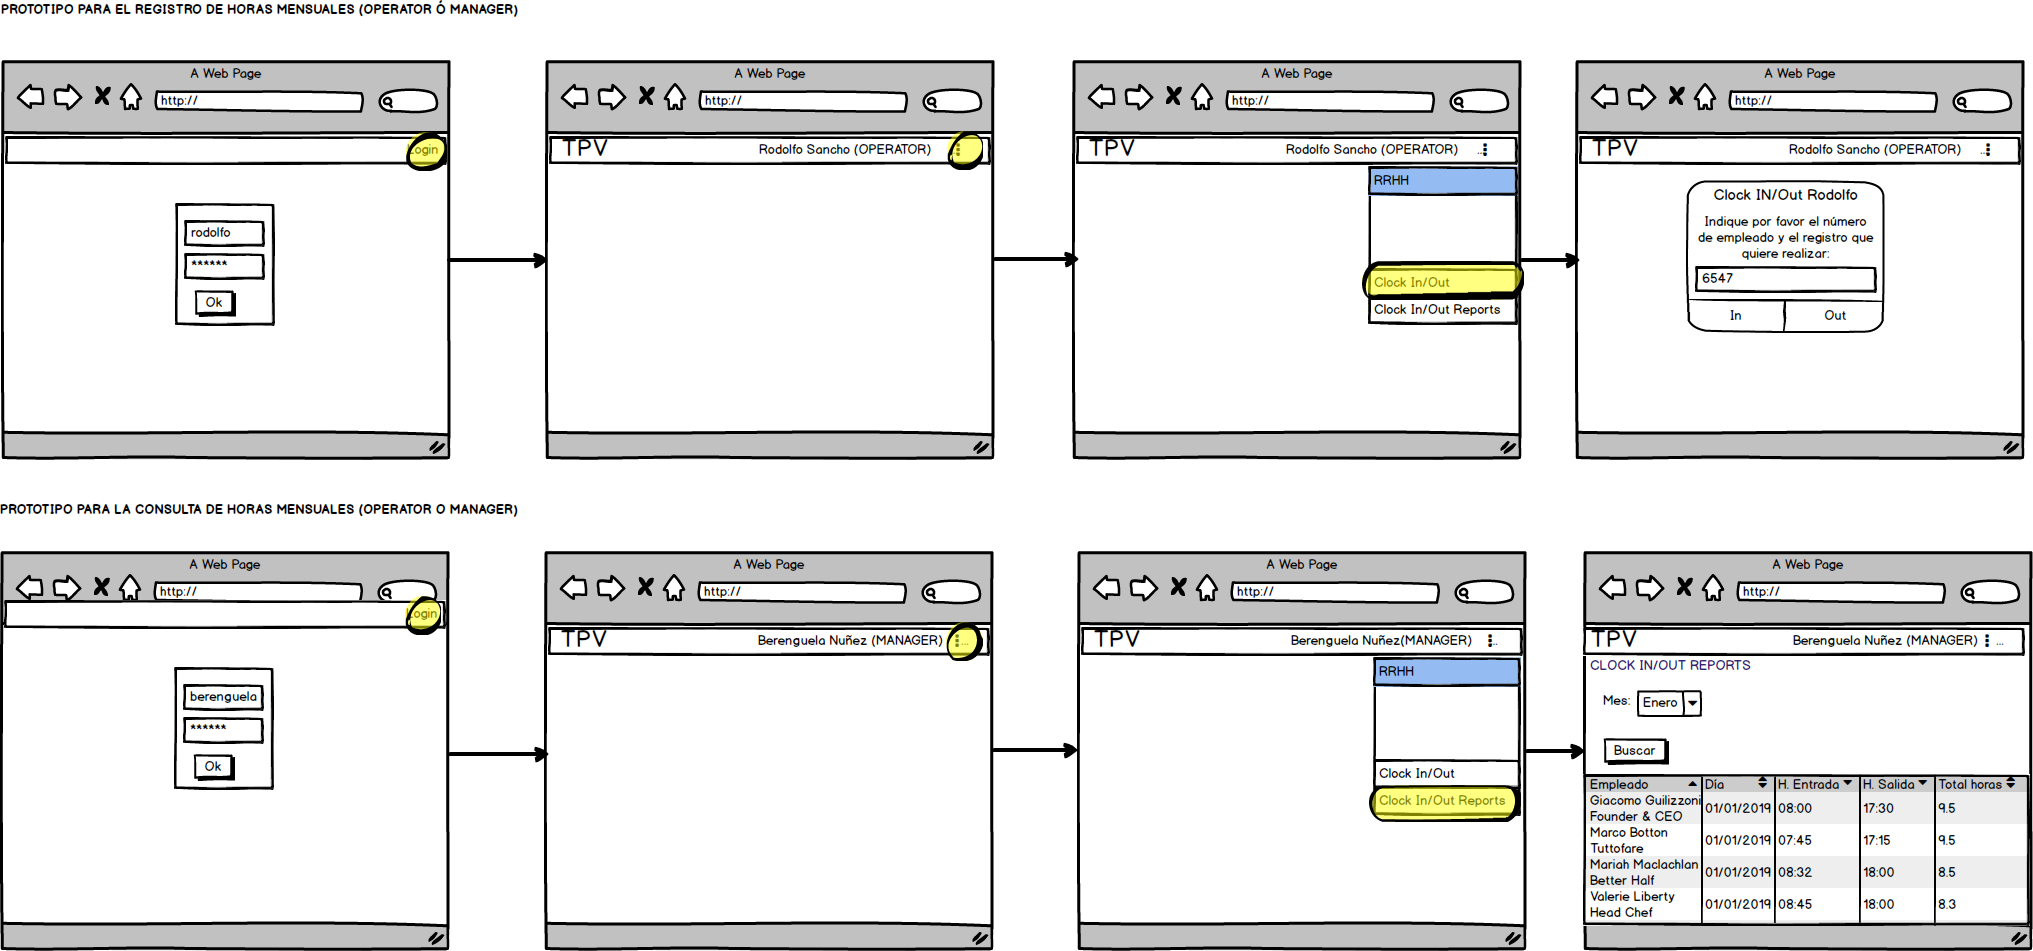 PROTOTIPO PARA EL REGISTRO DE HORAS MENSUALES (OPERATOR Ó MANAGER)
A Web Page
http://
Login
rodolfo
******
Ok
A Web Page
http://
TPV
Rodolfo Sancho (OPERATOR)
A Web Page
http://
TPV
Rodolfo Sancho (OPERATOR)
RRHH
Clock In/Out
Clock In/Out Reports
A Web Page
http://
TPV
Rodolfo Sancho (OPERATOR)
Clock IN/Out Rodolfo
Indique por favor el número
de empleado y el registro que
quiere realizar:
6547
In Out
PROTOTIPO PARA LA CONSULTA DE HORAS MENSUALES (OPERATOR O MANAGER)
A Web Page
http://
Login
berenguela
******
Ok
A Web Page
http://
TPV
Berenguela Nuñez (MANAGER)
A Web Page
http://
TPV
Berenguela Nuñez(MANAGER)
RRHH
Clock In/Out
Clock In/Out Reports
A Web Page
http://
TPV
Berenguela Nuñez (MANAGER)
CLOCK IN/OUT REPORTS
Mes: Enero
Buscar
Empleado Día H. Entrada H. Salida Total horas
Giacomo Guilizzoni
Founder & CEO 01/01/2019 08:00 17:30 9.5
Marco Botton
Tuttofare 01/01/2019 07:45 17:15 9.5
Mariah Maclachlan
Better Half 01/01/2019 08:32 18:00 8.5
Valerie Liberty
Head Chef 01/01/2019 08:45 18:00 8.3